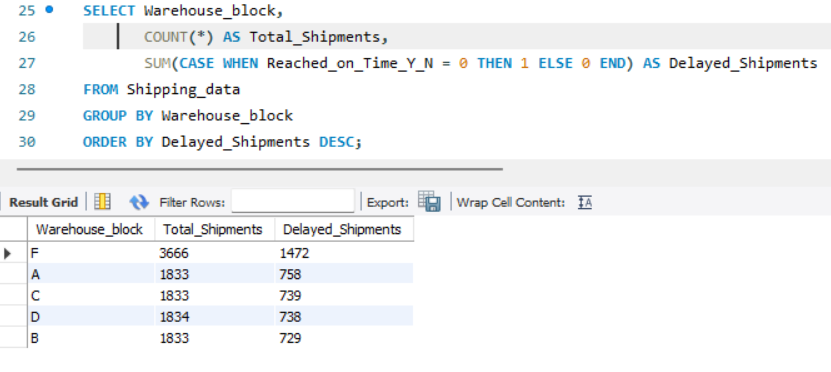 25 SELECT Warehouse_block,
26 COUNT(*) AS Total_Shipments,
27 SUM(CASE WHEN Reached_on_Time_Y_N = 0 THEN 1 ELSE 0 END) AS Delayed_Shipments
28 FROM Shipping_data
29 GROUP BY Warehouse_block
30 ORDER BY Delayed_Shipments DESC;
Result Grid Filter Rows: Export: Wrap Cell Content: IA
Warehouse_block Total_Shipments Delayed_Shipments
F 3666 1472
A 1833 758
C 1833 739
D 1834 738
B 1833 729